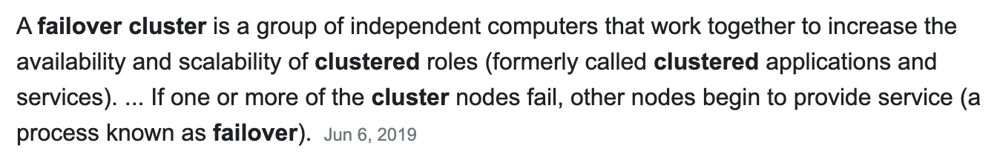 A failover cluster is a group of independent computers that work together to increase the
availability and scalability of clustered roles (formerly called clustered applications and
services). ... If one or more of the cluster nodes fail, other nodes begin to provide service (a
process known as failover). Jun 6, 2019